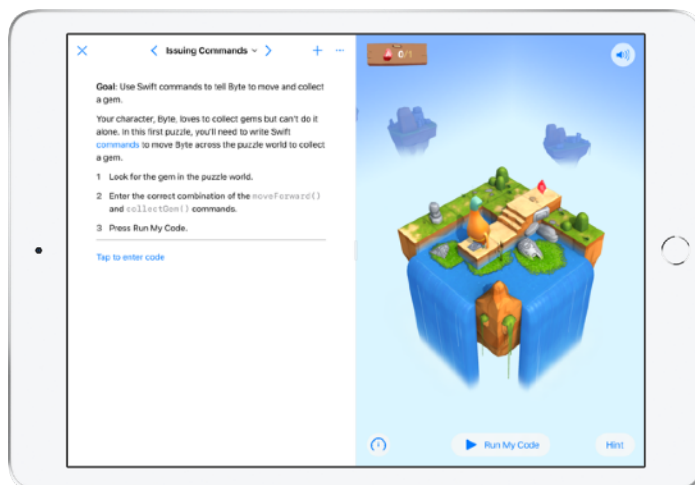 Issuing Commands
Goal: Use Swift commands to tell Byte to move and collect
a gem.
Your character, Byte, loves to collect gems but can't do it
alone. In this first puzzle, you'll need to write Swift
commands to move Byte across the puzzle world to collect
a gem.
1 Look for the gem in the puzzle world.
2 Enter the correct combination of the moveForward()
and collectGem() commands.
3 Press Run My Code.
Tap to enter code
0/1
Run My Code
Hint